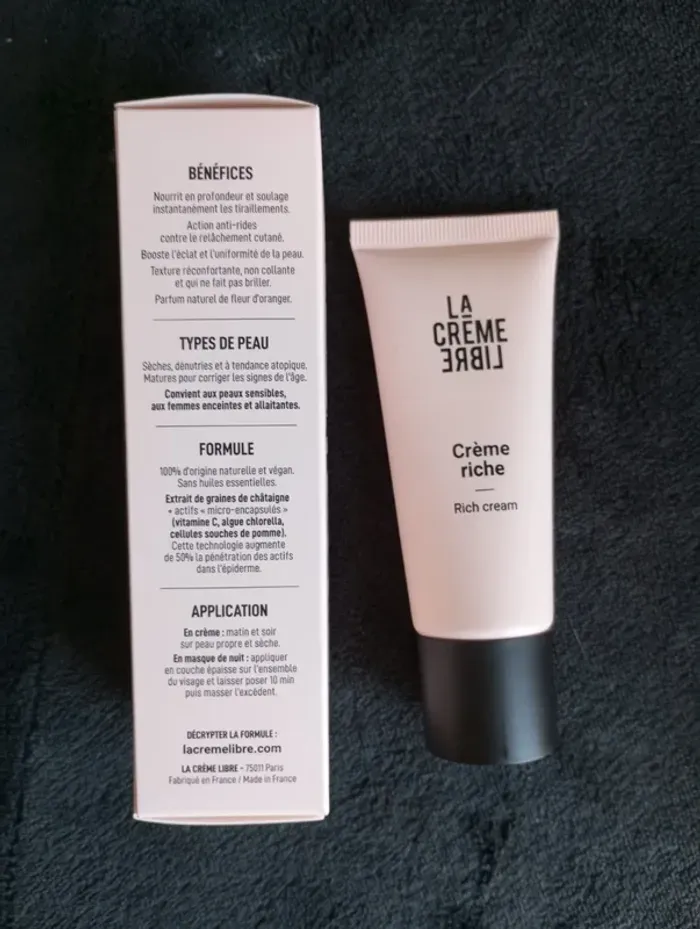 BÉNÉFICES
Nourrit en profondeur et soulage
instantanément les tiraillements.
Action anti-rides
contre le relâchement cutané.
Booste l'éclat et l'uniformité de la peau.
Texture réconfortante, non collante
et qui ne fait pas briller.
Parfum naturel de fleur d'oranger.
TYPES DE PEAU
Sèches, dénutries et à tendance atopique.
Matures pour corriger les signes de l'âge.
Convient aux peaux sensibles,
aux femmes enceintes et allaitantes.
FORMULE
100% d'origine naturelle et végan.
Sans huiles essentielles.
Extrait de graines de châtaigne
+ actifs « micro-encapsulés »
(vitamine C, algue chlorella,
cellules souches de pomme).
Cette technologie augmente
de 50% la pénétration des actifs
dans l'épiderme.
APPLICATION
En crème : matin et soir
sur peau propre et sèche.
En masque de nuit : appliquer
en couche épaisse sur l'ensemble
du visage et laisser poser 10 min
puis masser l'excédent.
DÉCRYPTER LA FORMULE :
lacremelibre.com
LA CRÈME LIBRE - 75011 Paris
Fabriqué en France / Made in France
LA
CRÈME
LIBRE
Crème
riche
Rich cream